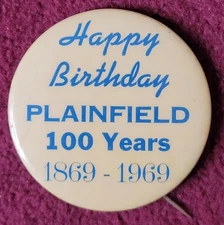 Happy
Birthday
PLAINFIELD
100 Years
1869 - 1969